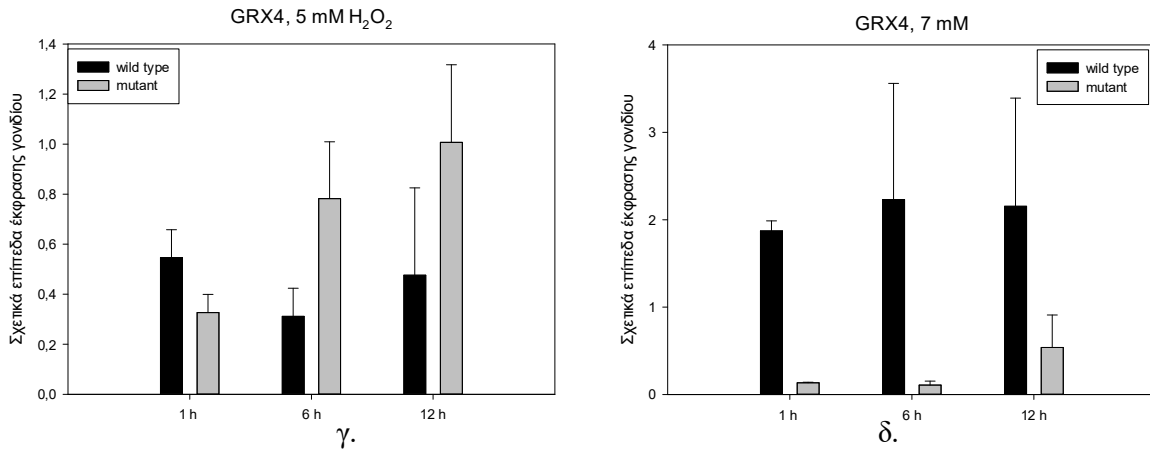 GRX4, 5 mM H₂O₂
Σχετικά επίπεδα έκφρασης γονιδίου
1,4
1,2
1,0
0,8
0,6
0,4
0,2
0,0
wild type
mutant
1 h
6 h
12 h
γ.
GRX4, 7 mM
Σχετικά επίπεδα έκφρασης γονιδίου
4
3
2
1
0
wild type
mutant
1 h
6 h
12 h
δ.